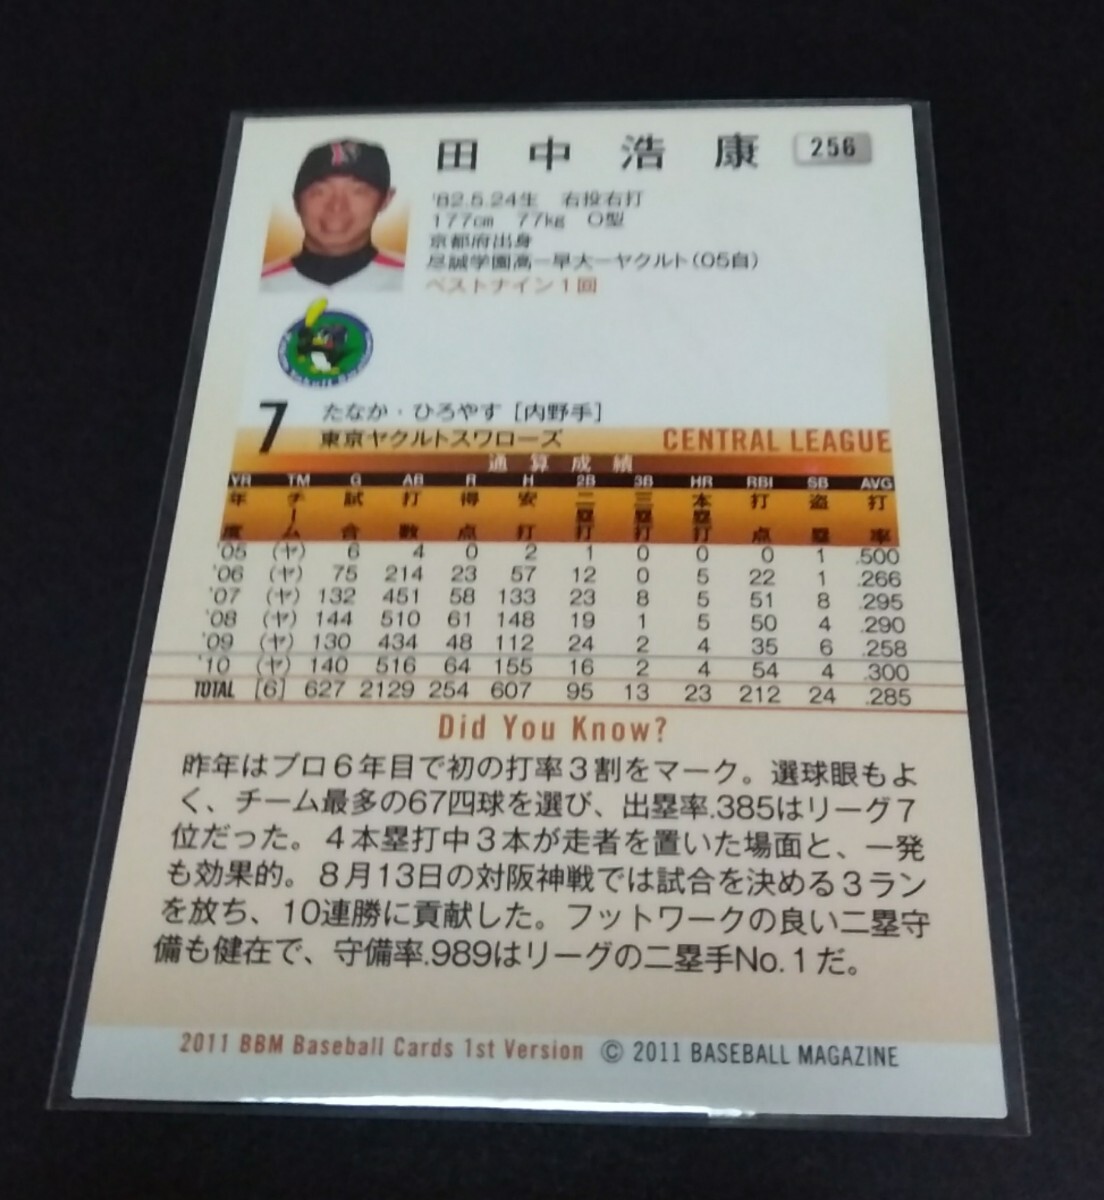 田中浩康 256
'82.5.24生 右投右打
177cm 77kg O型
京都府出身
尽誠学園高－早大－ヤクルト(05自)
ベストナイン1回
7
たなか・ひろやす [内野手]
東京ヤクルトスワローズ CENTRAL LEAGUE
通算成績
YR TM G AB R H 2B 3B HR RBI SB AVG
年度 チーム 試合 打数 得点 安打 二塁打 三塁打 本塁打 打点 盗塁 打率
'05 (ヤ) 6 4 0 2 1 0 0 0 1 .500
'06 (ヤ) 75 214 23 57 12 0 5 22 1 .266
'07 (ヤ) 132 451 58 133 23 8 5 51 8 .295
'08 (ヤ) 144 510 61 148 19 1 5 50 4 .290
'09 (ヤ) 130 434 48 112 24 2 4 35 6 .258
'10 (ヤ) 140 516 64 155 16 2 4 54 4 .300
TOTAL [6] 627 2129 254 607 95 13 23 212 24 .285
Did You Know?
昨年はプロ6年目で初の打率3割をマーク。選球眼もよ
く、チーム最多の67四球を選び、出塁率.385はリーグ7
位だった。4本塁打中3本が走者を置いた場面と、一発
も効果的。8月13日の対阪神戦では試合を決める3ラン
を放ち、10連勝に貢献した。フットワークの良い二塁守
備も健在で、守備率.989はリーグの二塁手No.1だ。
2011 BBM Baseball Cards 1st Version © 2011 BASEBALL MAGAZINE